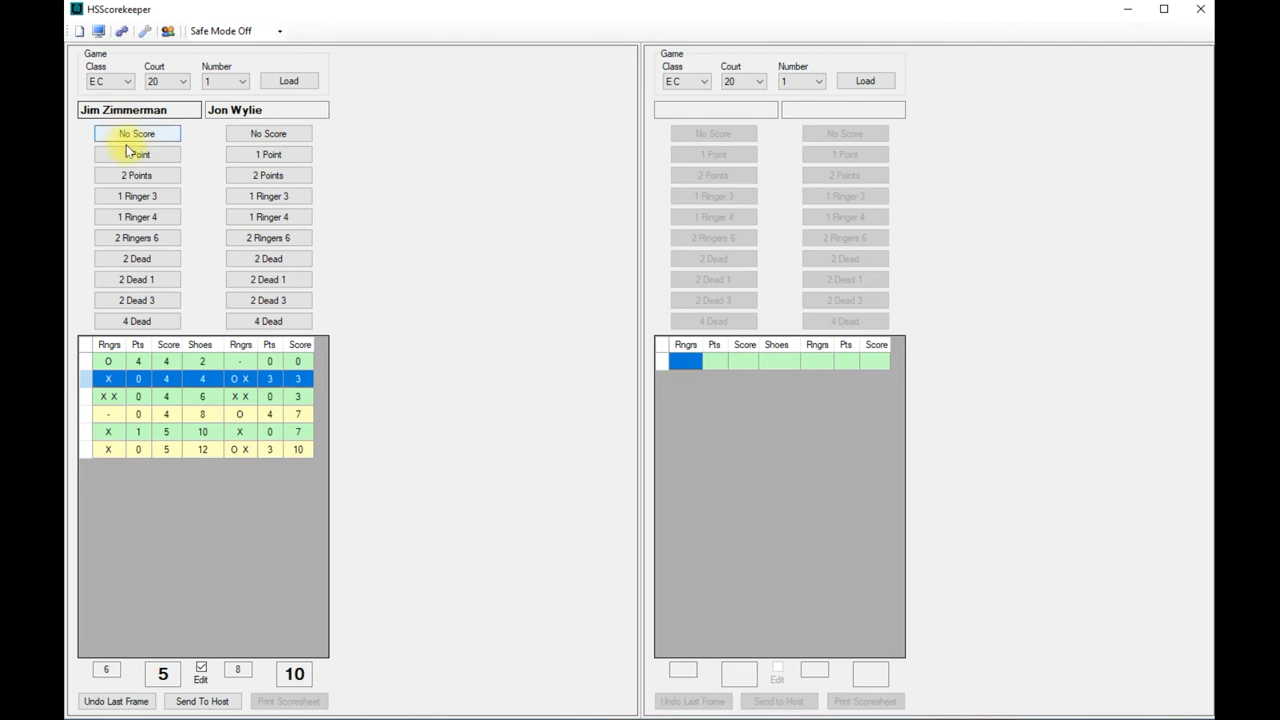 HSScorekeeper
Safe Mode Off
Game
Class Court Number
E C 20 1 Load
Jim Zimmerman Jon Wylie
No Score No Score
Point 1 Point
2 Points 2 Points
1 Ringer 3 1 Ringer 3
1 Ringer 4 1 Ringer 4
2 Ringers 6 2 Ringers 6
2 Dead 2 Dead
2 Dead 1 2 Dead 1
2 Dead 3 2 Dead 3
4 Dead 4 Dead
Rngrs Pts Score Shoes Rngrs Pts Score
O 4 4 2 - 0 0
X 0 4 4 O X 3 3
X X 0 4 6 X X 0 3
- 0 4 8 O 4 7
X 1 5 10 X 0 7
X 0 5 12 O X 3 10
6 5 Edit 8 10
Undo Last Frame Send To Host Print Scoresheet
Game
Class Court Number
E C 20 1 Load
No Score No Score
1 Point 1 Point
2 Points 2 Points
1 Ringer 3 1 Ringer 3
1 Ringer 4 1 Ringer 4
2 Ringers 6 2 Ringers 6
2 Dead 2 Dead
2 Dead 1 2 Dead 1
2 Dead 3 2 Dead 3
4 Dead 4 Dead
Rngrs Pts Score Shoes Rngrs Pts Score
Edit
Undo Last Frame Send to Host Print Scoresheet